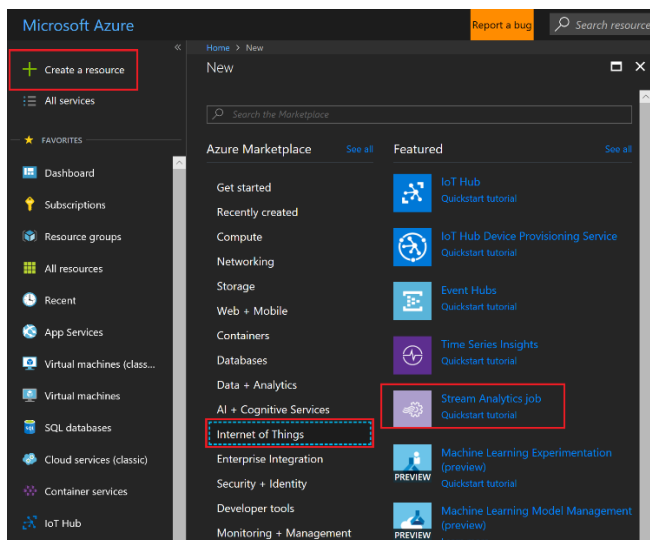 Microsoft Azure
Report a bug
Search resource
«
Home > New
Create a resource
New
All services
Search the Marketplace
FAVORITES
Azure Marketplace See all
Featured See all
Dashboard
Subscriptions
Resource groups
All resources
Recent
App Services
Virtual machines (class...
Virtual machines
SQL databases
Cloud services (classic)
Container services
IoT Hub
Get started
Recently created
Compute
Networking
Storage
Web + Mobile
Containers
Databases
Data + Analytics
AI + Cognitive Services
Internet of Things
Enterprise Integration
Security + Identity
Developer tools
Monitoring + Management
IoT Hub
Quickstart tutorial
IoT Hub Device Provisioning Service
Quickstart tutorial
Event Hubs
Quickstart tutorial
Time Series Insights
Quickstart tutorial
Stream Analytics job
Quickstart tutorial
Machine Learning Experimentation
(preview)
PREVIEW
Quickstart tutorial
Machine Learning Model Management
(preview)
PREVIEW